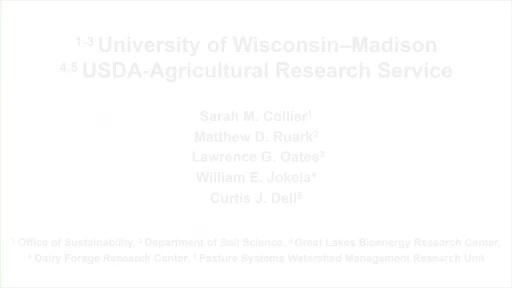 1-3 University of Wisconsin–Madison
4,5 USDA-Agricultural Research Service
Sarah M. Collier1
Matthew D. Ruark2
Lawrence G. Oates3
William E. Jokela4
Curtis J. Dell5
1 Office of Sustainability, 2 Department of Soil Science, 3 Great Lakes Bioenergy Research Center,
4 Dairy Forage Research Center, 5 Pasture Systems Watershed Management Research Unit